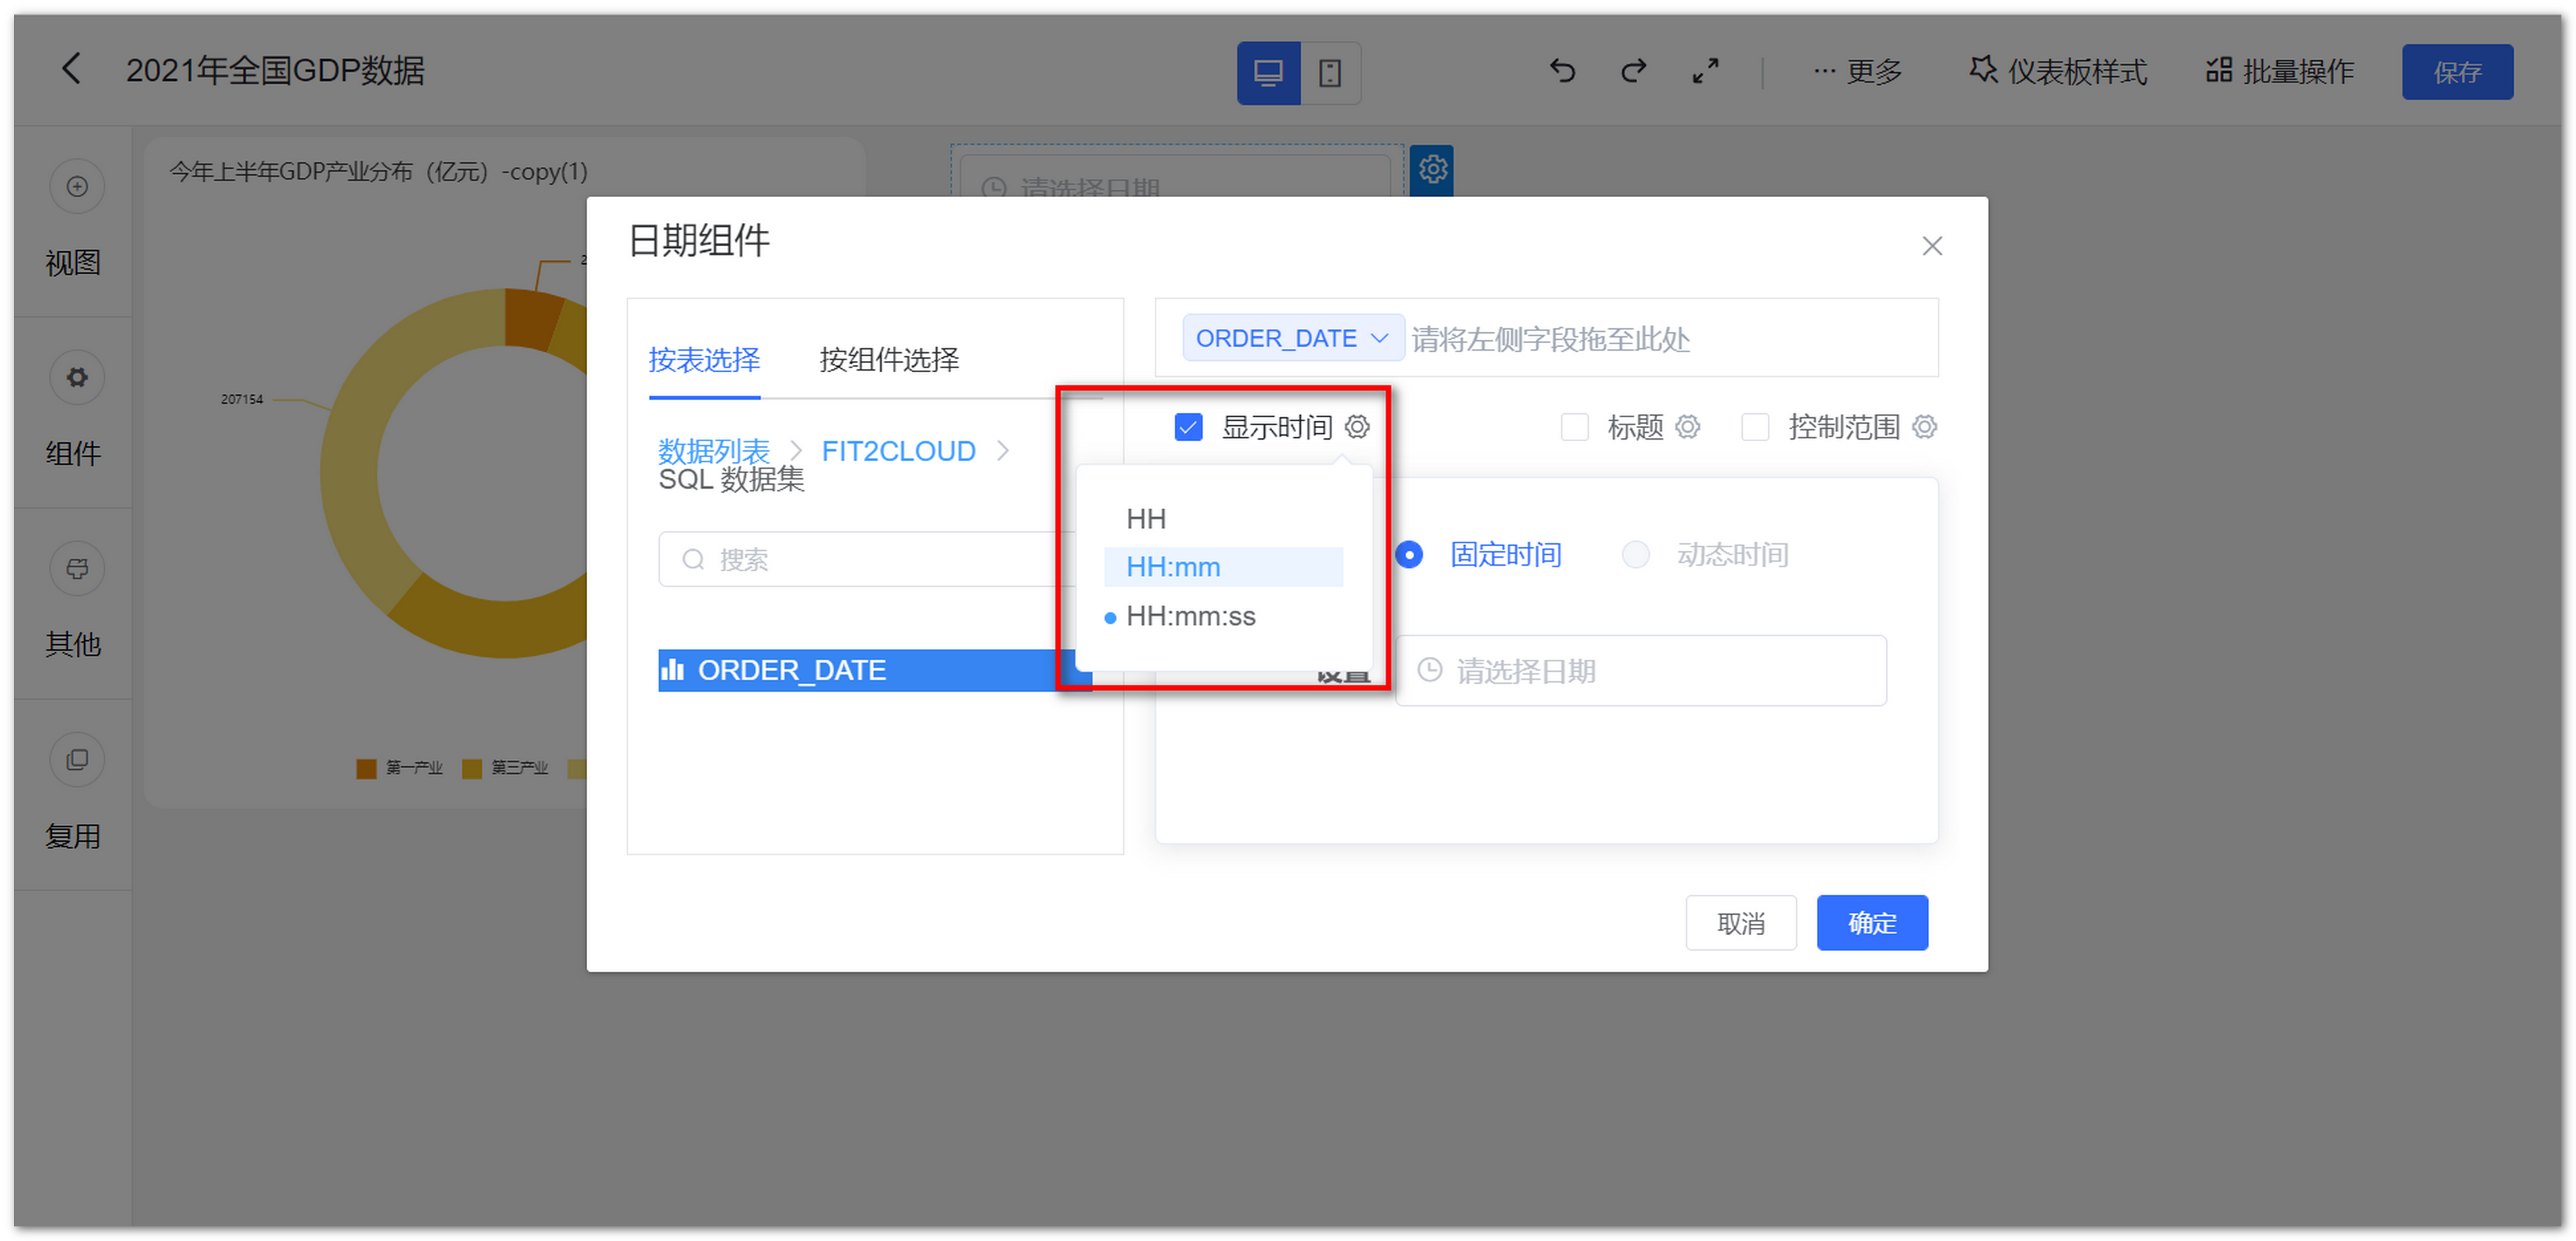 2021年全国GDP数据
··· 更多
仪表板样式
批量操作
保存
视图
组件
其他
复用
今年上半年GDP产业分布（亿元）-copy(1)
207154
第一产业
第三产业
请选择日期
日期组件
按表选择
按组件选择
数据列表 > FIT2CLOUD >
SQL 数据集
搜索
ORDER_DATE
ORDER_DATE 请将左侧字段拖至此处
显示时间
标题
控制范围
HH
HH:mm
HH:mm:ss
固定时间
动态时间
设置
请选择日期
取消
确定